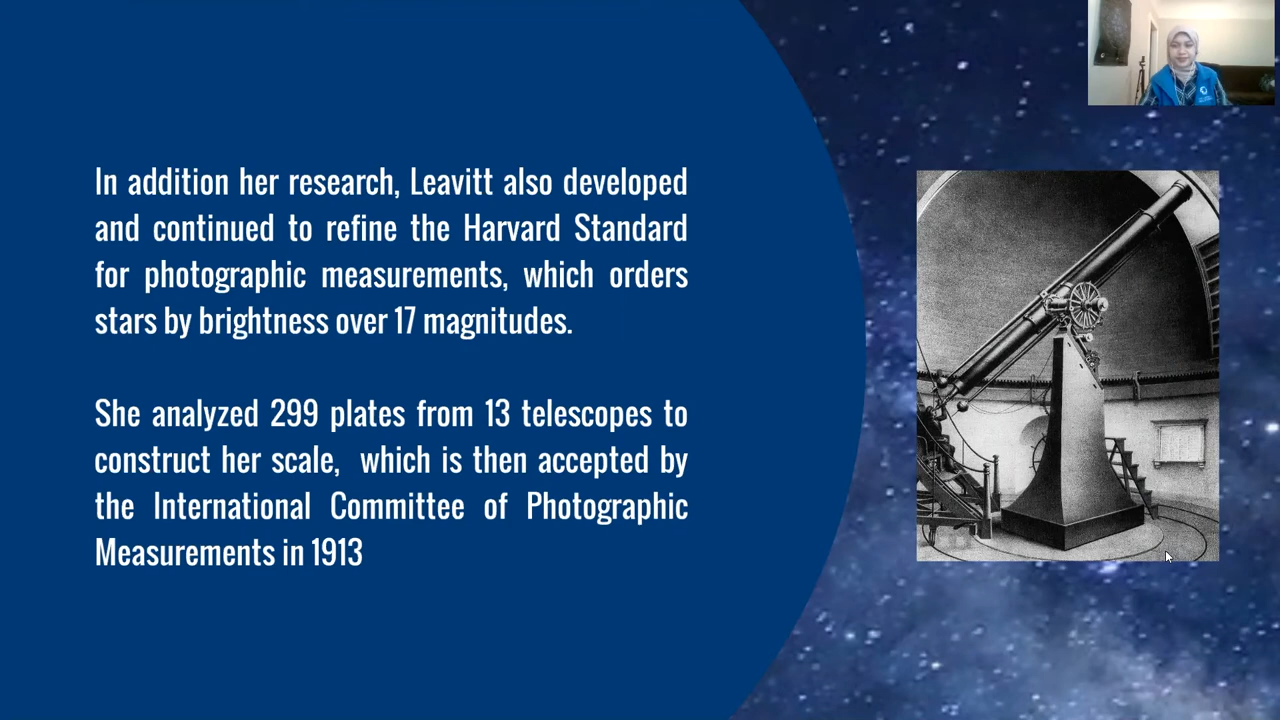 In addition her research, Leavitt also developed
and continued to refine the Harvard Standard
for photographic measurements, which orders
stars by brightness over 17 magnitudes.
She analyzed 299 plates from 13 telescopes to
construct her scale,  which is then accepted by
the International Committee of Photographic
Measurements in 1913